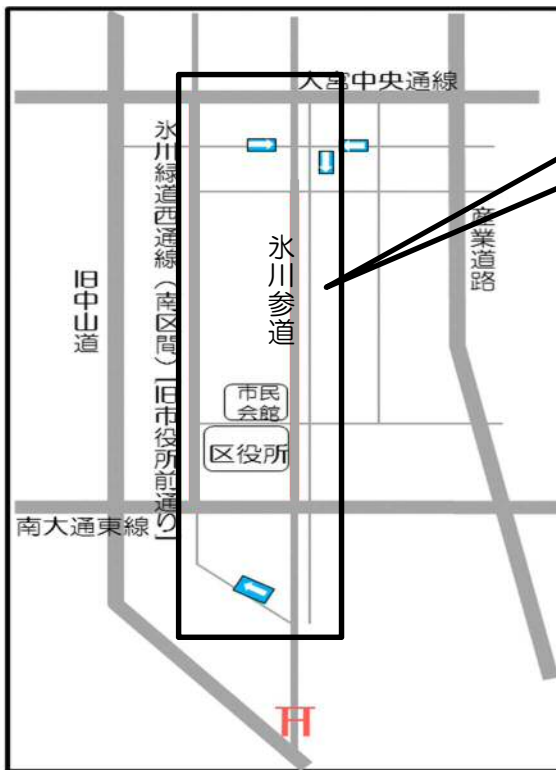 大宮中央通線
氷川緑道西通線（南区間）【旧市役所前通り】
氷川参道
産業道路
旧中山道
市民
会館
区役所
南大通東線